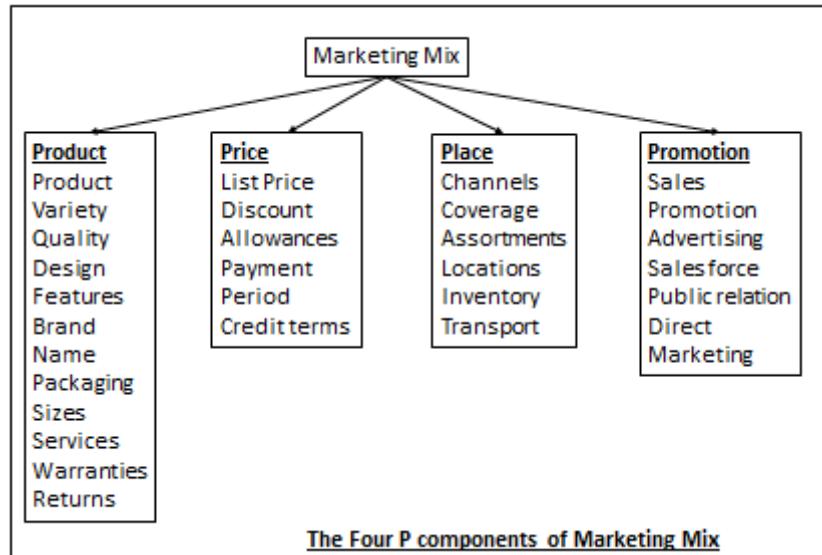 Marketing Mix
Product
Product
Variety
Quality
Design
Features
Brand
Name
Packaging
Sizes
Services
Warranties
Returns
Price
List Price
Discount
Allowances
Payment
Period
Credit terms
Place
Channels
Coverage
Assortments
Locations
Inventory
Transport
Promotion
Sales
Promotion
Advertising
Sales force
Public relation
Direct
Marketing
The Four P components of Marketing Mix